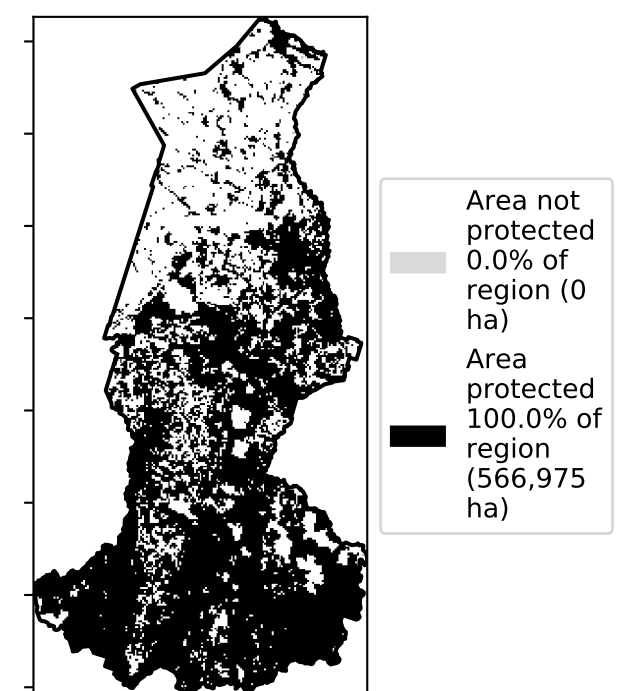 Area not
protected
0.0% of
region (0
ha)
Area
protected
100.0% of
region
(566,975
ha)